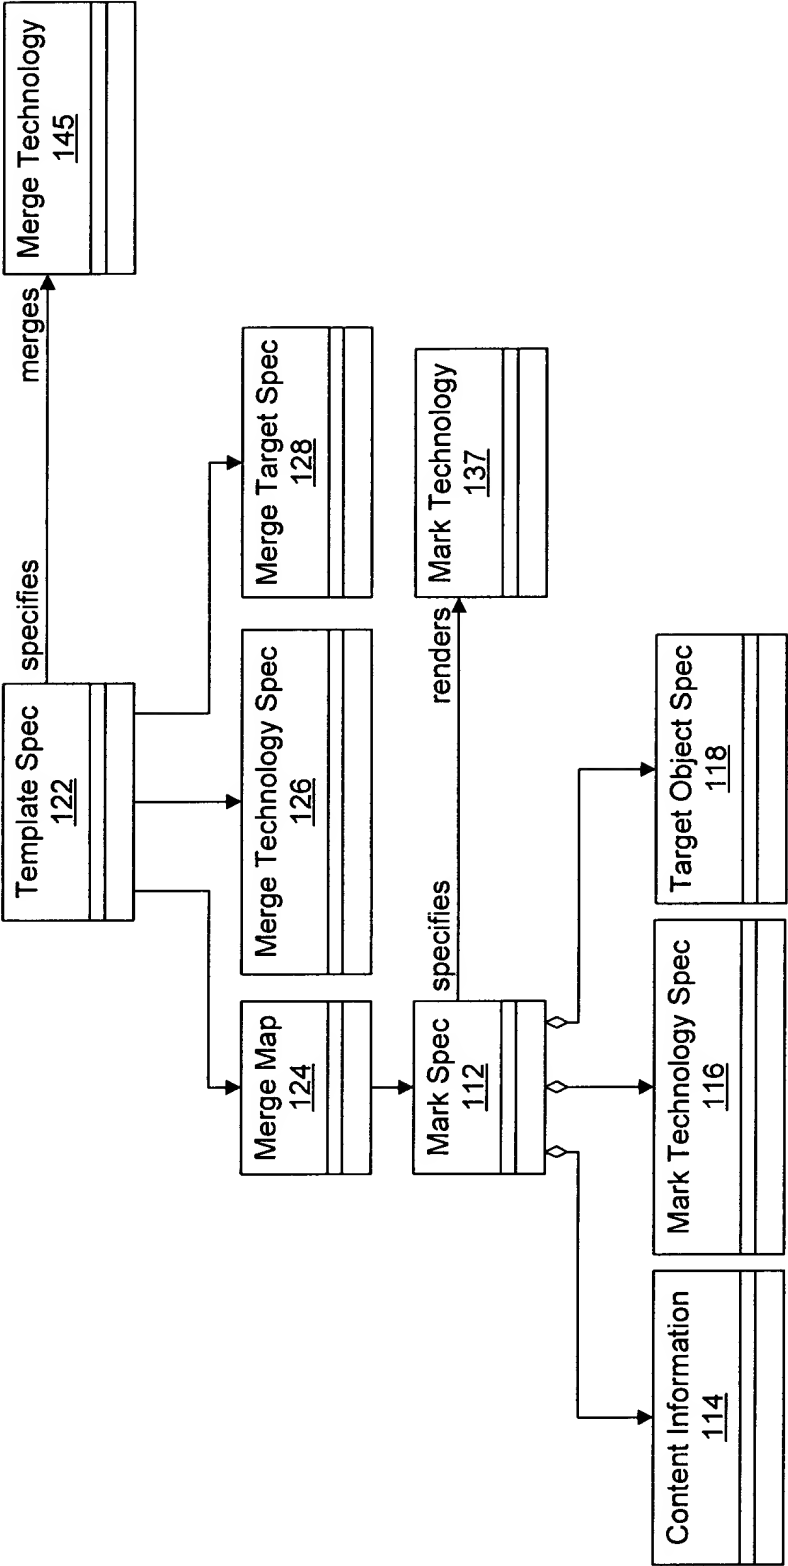 Template Spec
122
specifies
merges
Merge Technology
145
Merge Map
124
Merge Technology Spec
126
Merge Target Spec
128
Mark Spec
112
specifies
renders
Mark Technology
137
Content Information
114
Mark Technology Spec
116
Target Object Spec
118